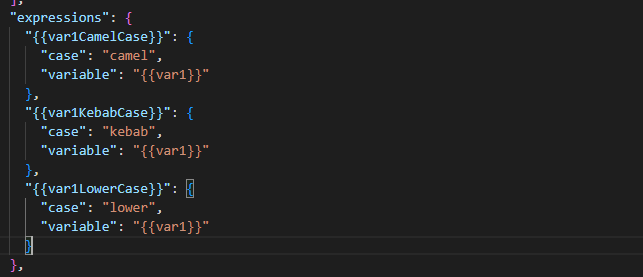 ],
"expressions": {
"{{var1CamelCase}}": {
"case": "camel",
"variable": "{{var1}}"
},
"{{var1KebabCase}}": {
"case": "kebab",
"variable": "{{var1}}"
},
"{{var1LowerCase}}": {
"case": "lower",
"variable": "{{var1}}"
}
},